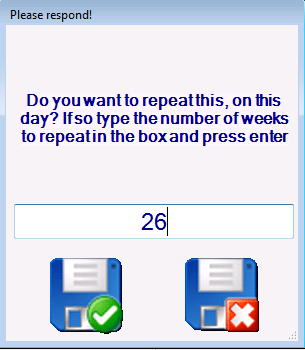 Please respond!
Do you want to repeat this, on this
day? If so type the number of weeks
to repeat in the box and press enter
26